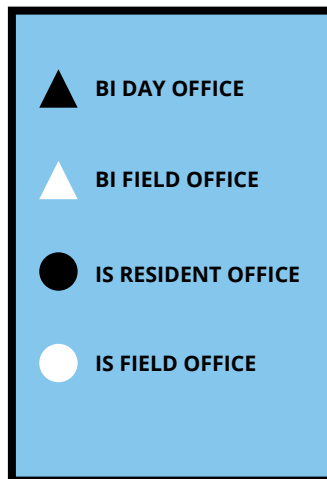 BI DAY OFFICE
BI FIELD OFFICE
IS RESIDENT OFFICE
IS FIELD OFFICE